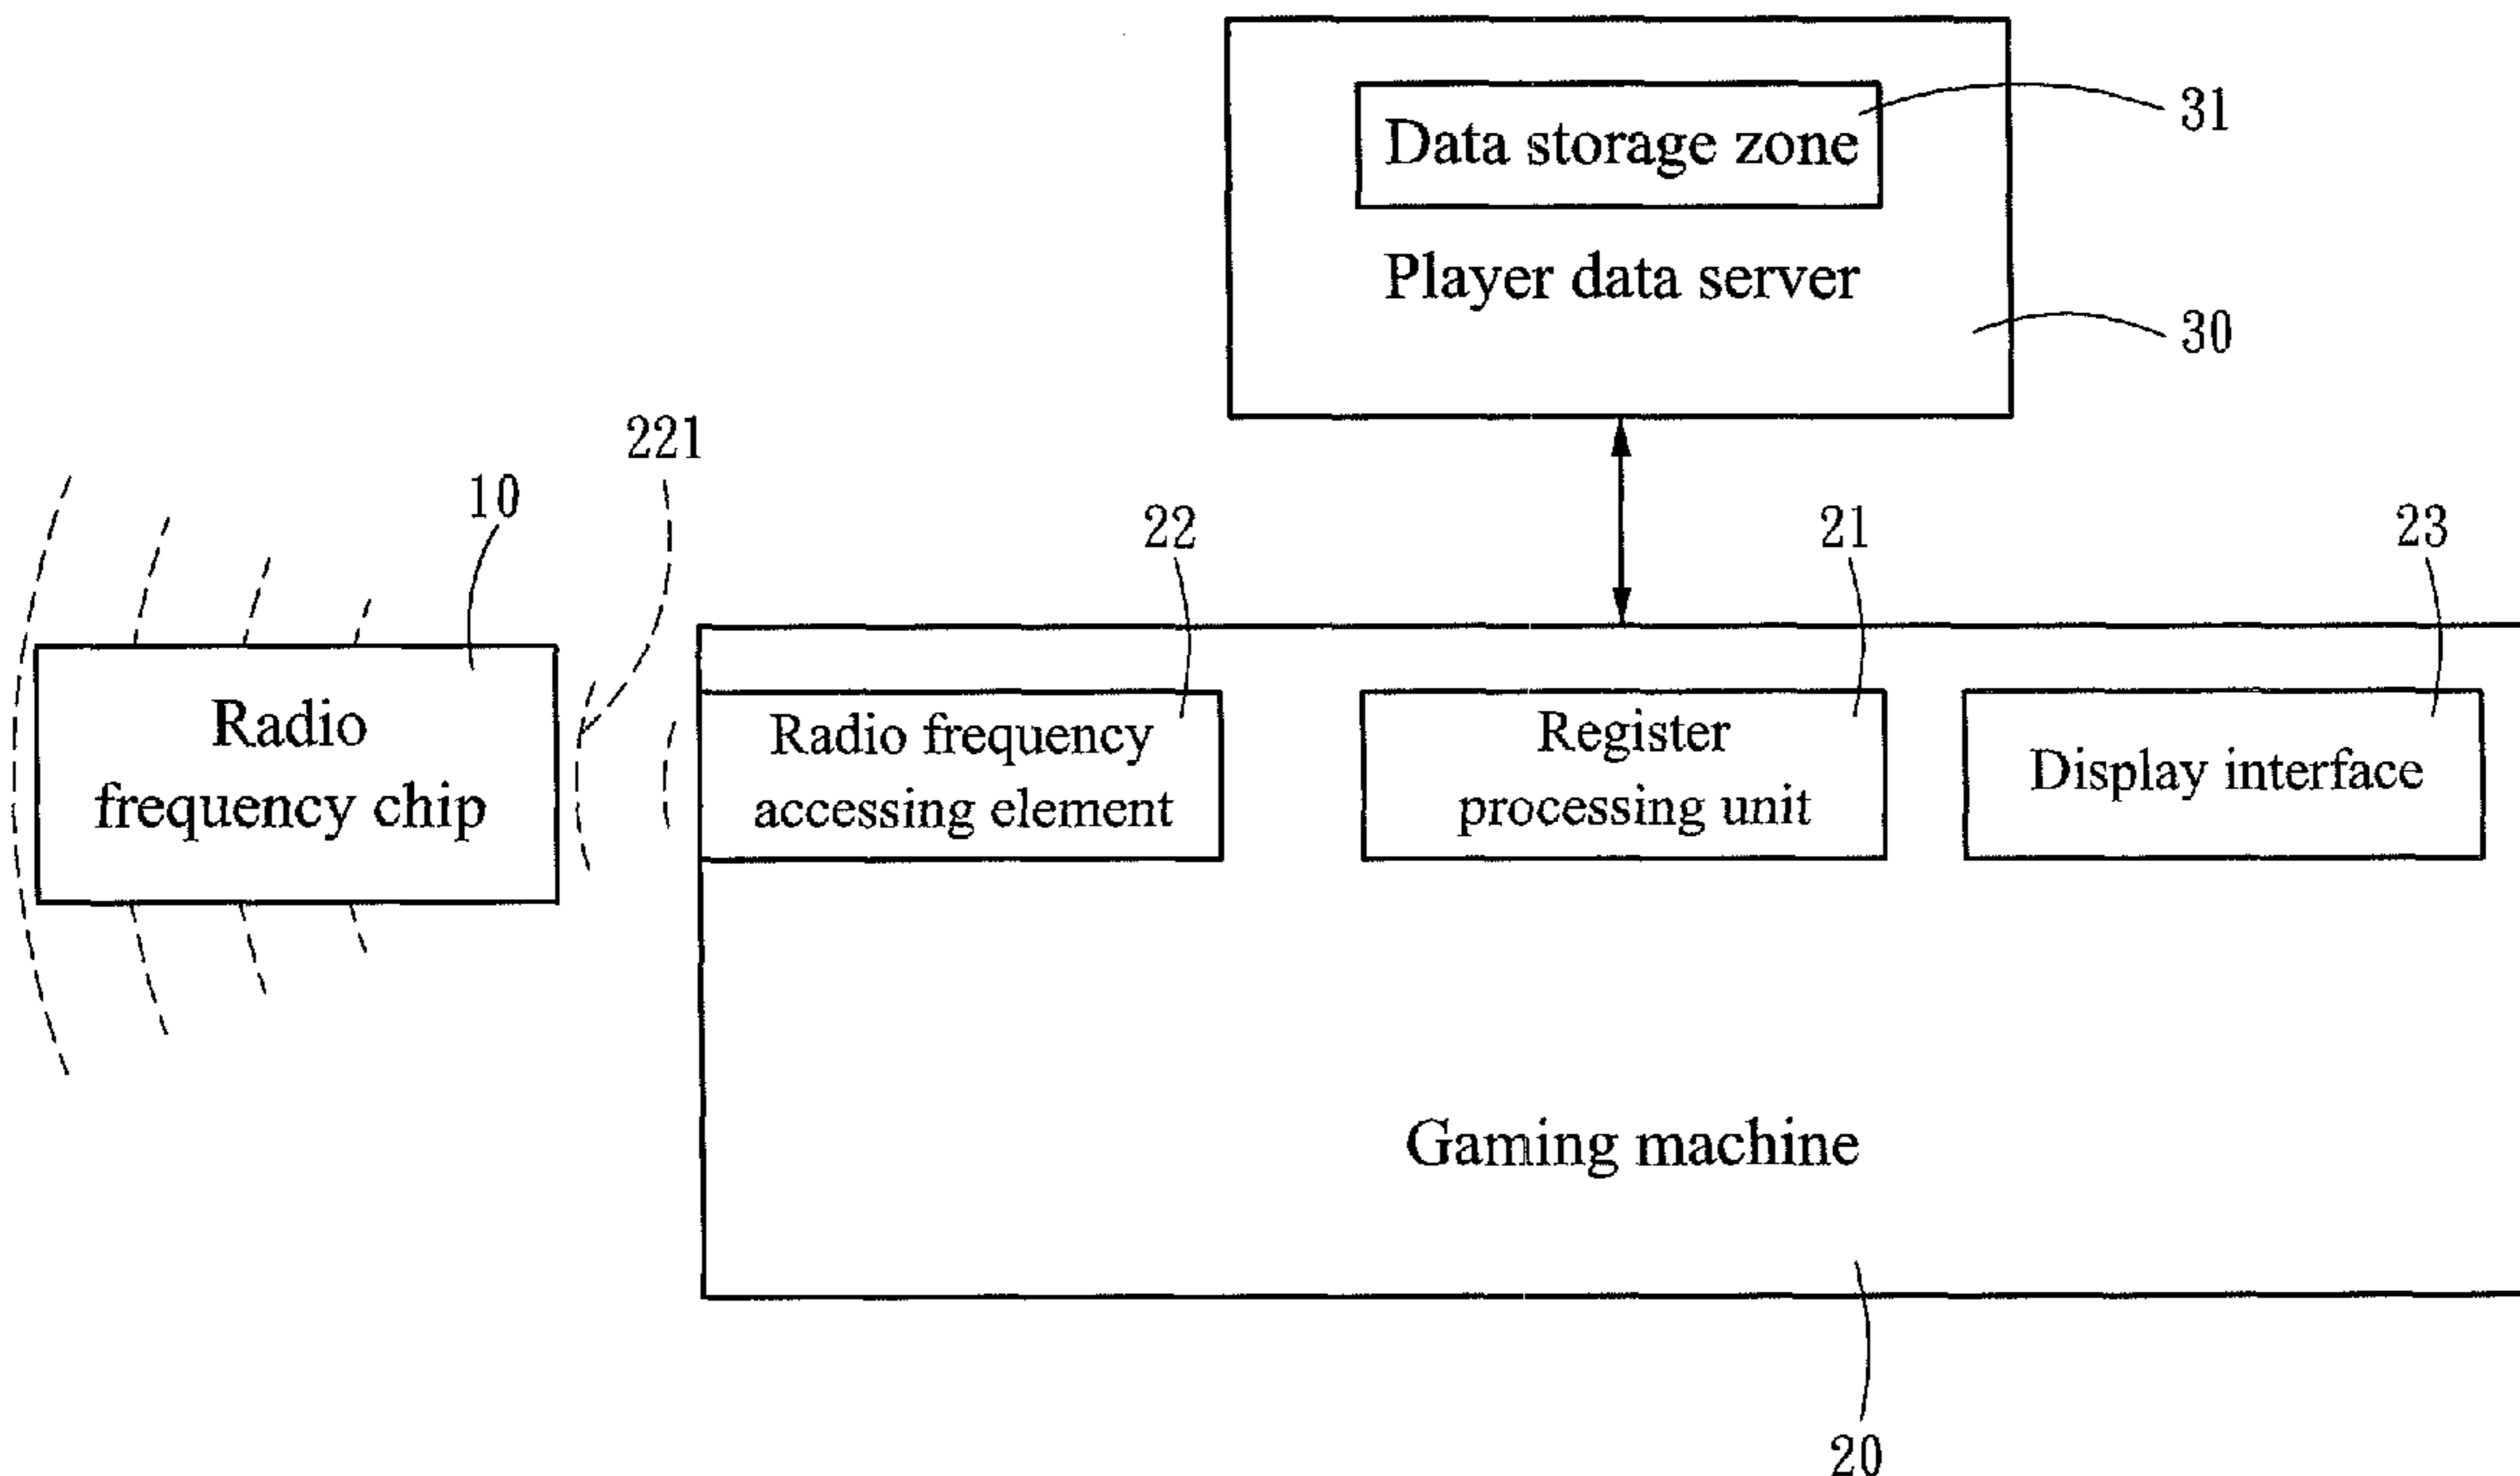 Data storage zone
31
Player data server
30
221
10
22
21
23
Radio
frequency chip
Radio frequency
accessing element
Register
processing unit
Display interface
Gaming machine
20